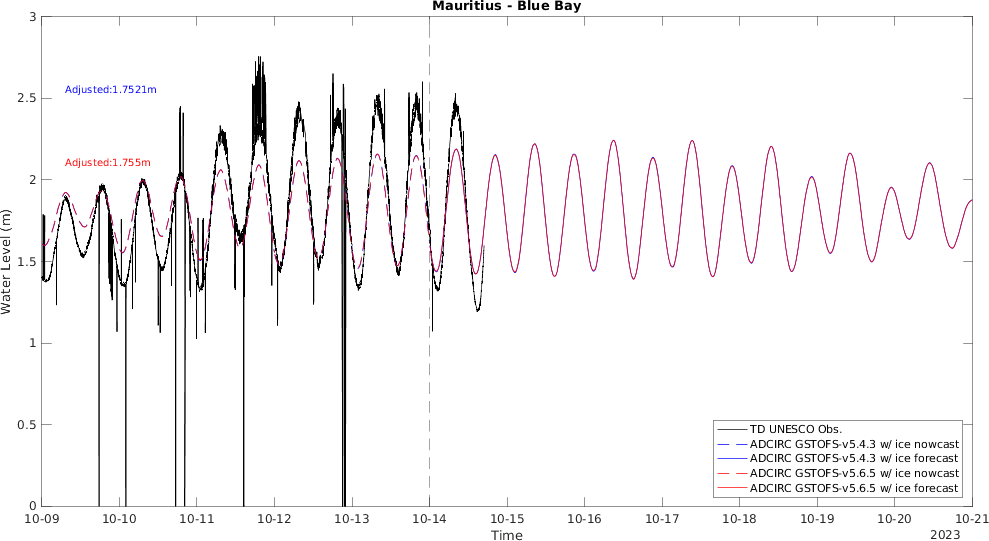 Mauritius - Blue Bay
3
2.5
2
1.5
1
0.5
0
Water Level (m)
Adjusted:1.7521m
Adjusted:1.755m
TD UNESCO Obs.
ADCIRC GSTOFS-v5.4.3 w/ ice nowcast
ADCIRC GSTOFS-v5.4.3 w/ ice forecast
ADCIRC GSTOFS-v5.6.5 w/ ice nowcast
ADCIRC GSTOFS-v5.6.5 w/ ice forecast
10-09 10-10 10-11 10-12 10-13 10-14 10-15 10-16 10-17 10-18 10-19 10-20 10-21
Time
2023